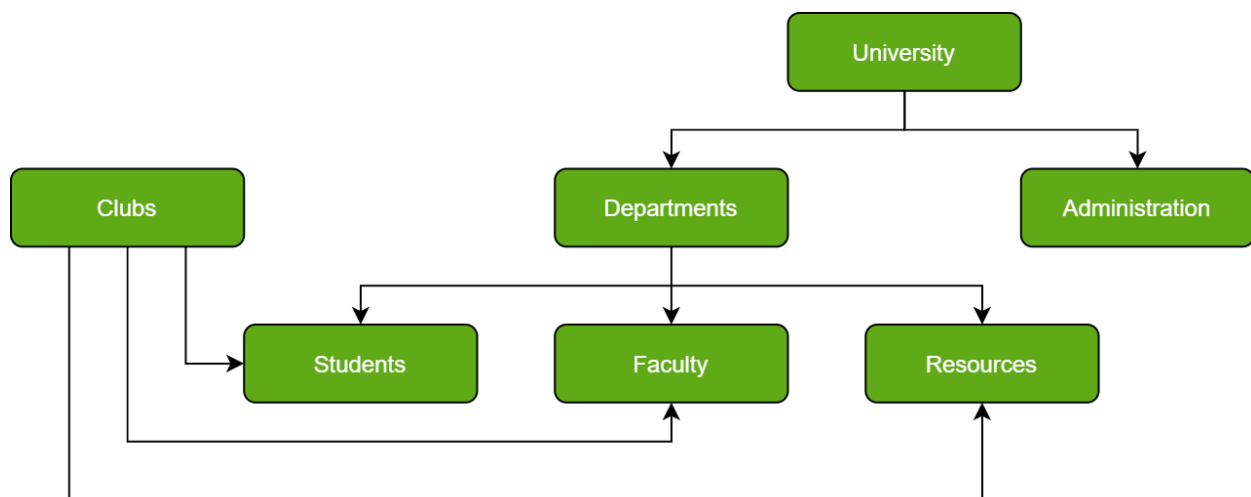 University
Clubs
Departments
Administration
Students
Faculty
Resources